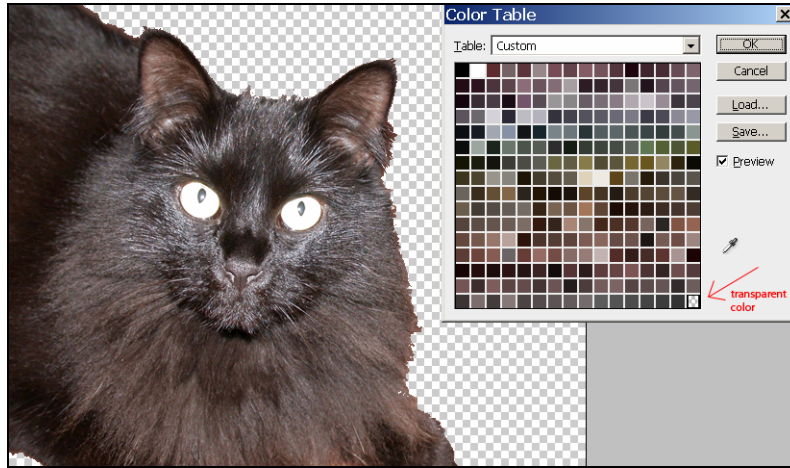 Color Table
Table: Custom
OK
Cancel
Load...
Save...
Preview
transparent
color